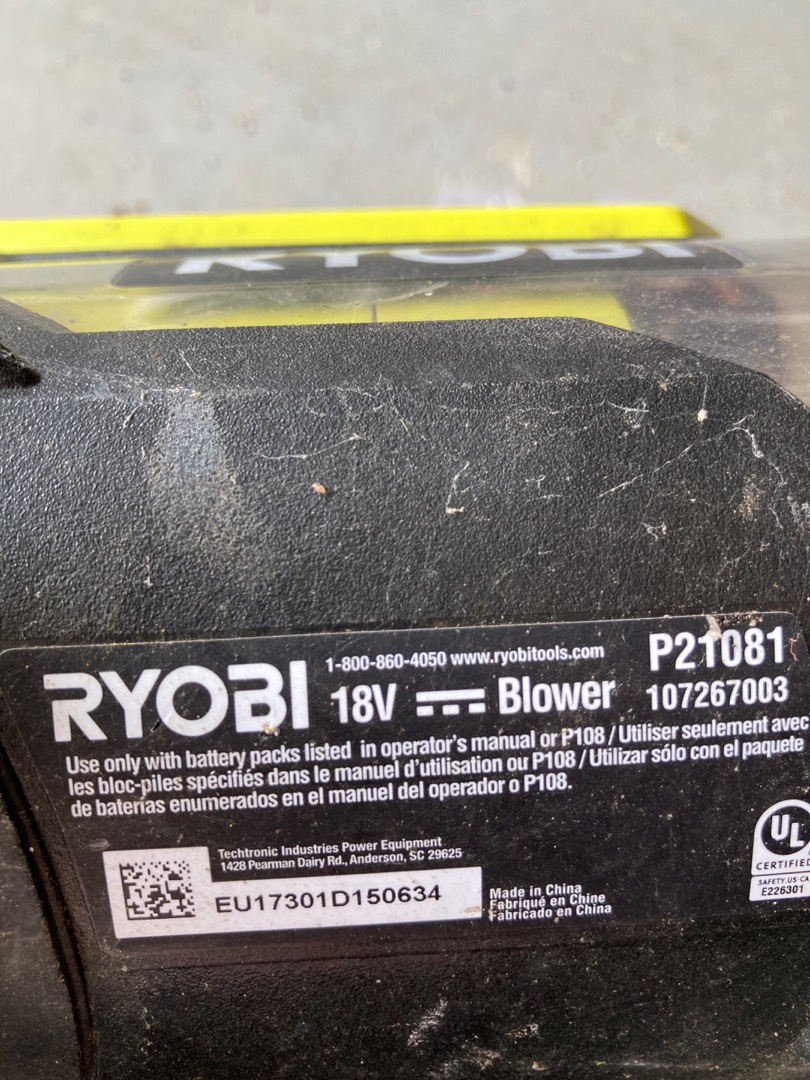 RYOBI
RYOBI
1-800-860-4050 www.ryobitools.com
18V Blower
P21081
107267003
Use only with battery packs listed in operator's manual or P108 / Utiliser seulement avec
les bloc-piles spécifiés dans le manuel d'utilisation ou P108 / Utilizar sólo con el paquete
de baterías enumerados en el manuel del operador o P108.
Techtronic Industries Power Equipment
1428 Pearman Dairy Rd., Anderson, SC 29625
EU17301D150634
Made in China
Fabriqué en Chine
Fabricado en China
UL
CERTIFIED
SAFETY US-CA
E226301